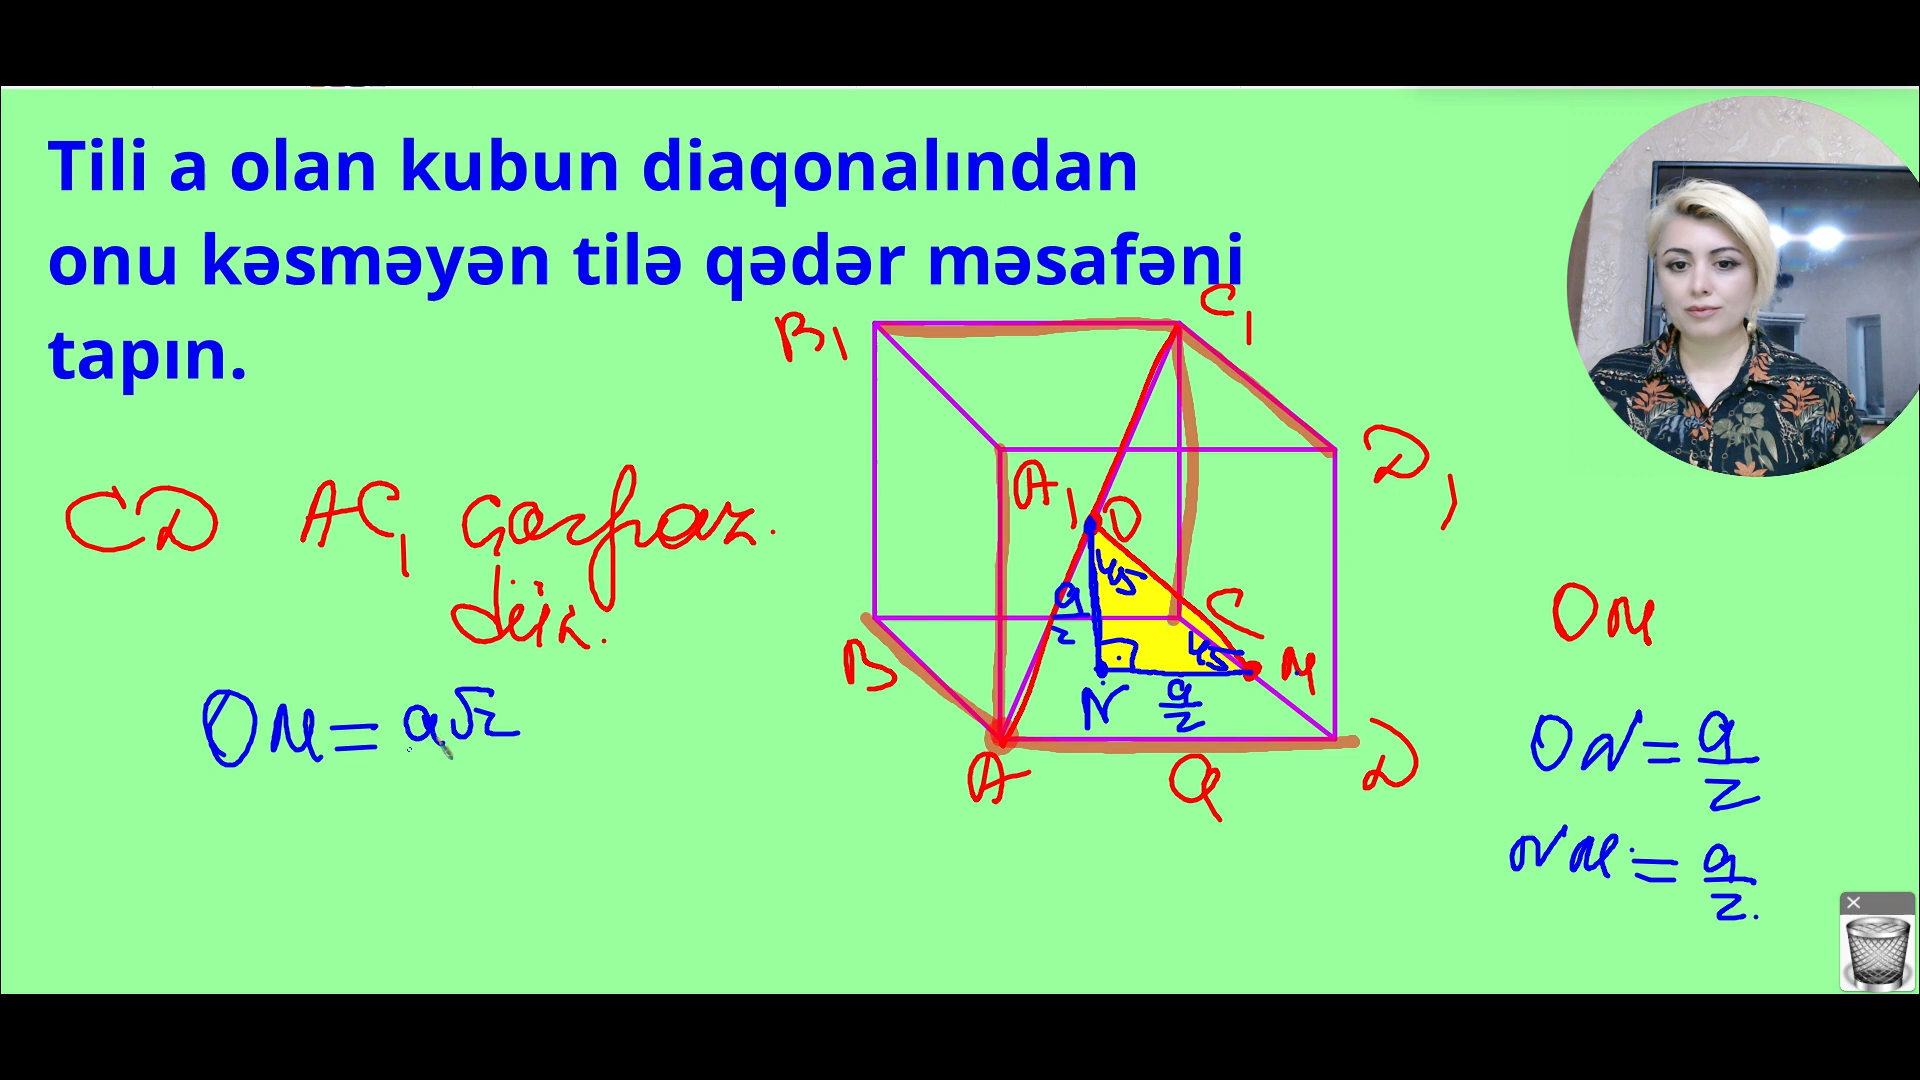 Tili a olan kubun diaqonalından
onu kəsməyən tilə qədər məsafəni
tapın.
B₁
C₁
A₁
D₁
CD AC₁ çarpaz.
düz.
O
45
a/2
C
45
M
B
N
a/2
A
a
D
OM
OM = a√2
ON = a/2
NM = a/2.